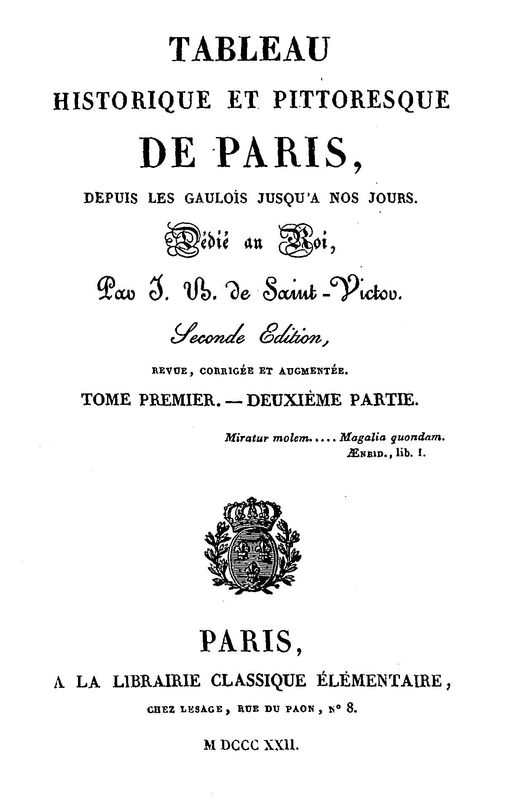 TABLEAU
HISTORIQUE ET PITTORESQUE
DE PARIS,
DEPUIS LES GAULOIS JUSQU'A NOS JOURS.
Dédié au Roi,
Par J. B. de Saint-Victor.
Seconde Edition,
REVUE, CORRIGÉE ET AUGMENTÉE.
TOME PREMIER. — DEUXIÈME PARTIE.
Miratur molem..... Magalia quondam.
ÆNEID., lib. I.
PARIS,
A LA LIBRAIRIE CLASSIQUE ÉLÉMENTAIRE,
CHEZ LESAGE, RUE DU PAON, N° 8.
M DCCC XXII.